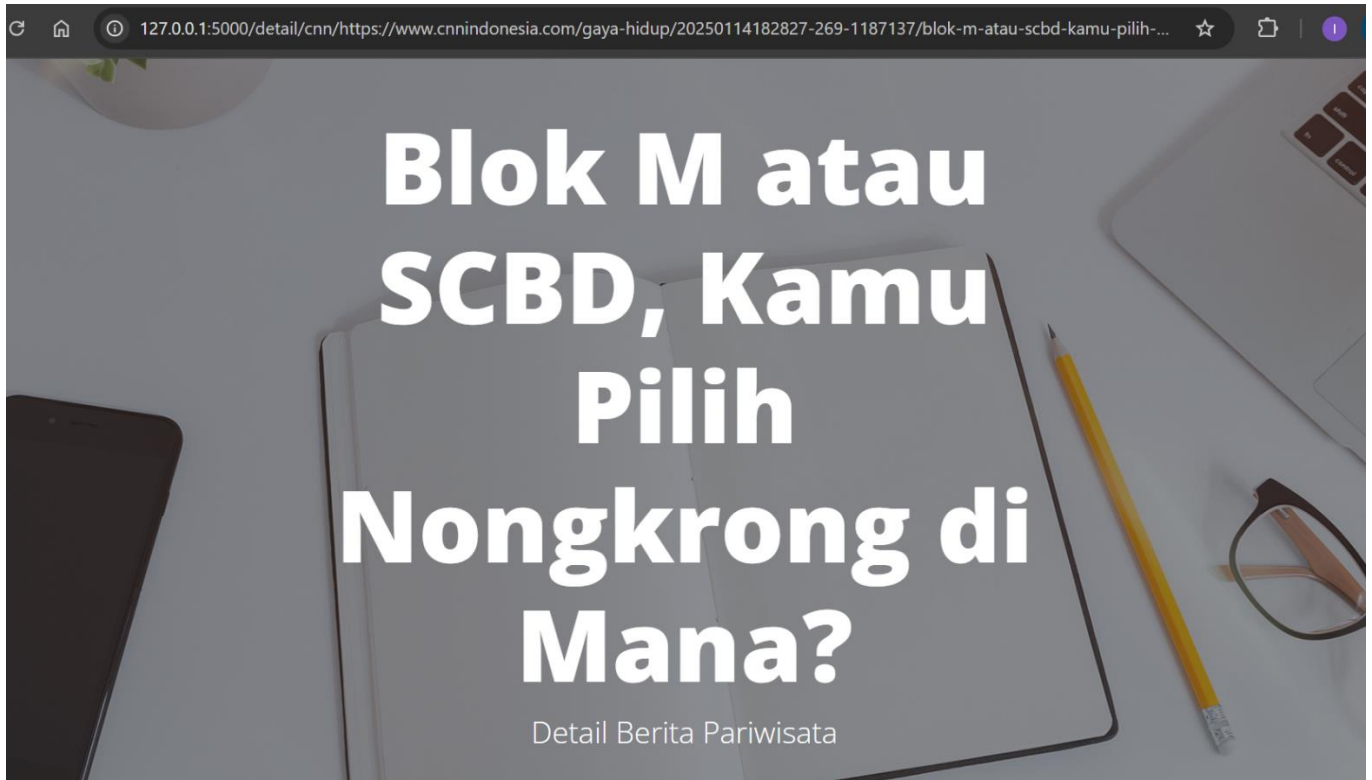 127.0.0.1:5000/detail/cnn/https://www.cnnindonesia.com/gaya-hidup/20250114182827-269-1187137/blok-m-atau-scbd-kamu-pilih-...
I
Blok M atau
SCBD, Kamu
Pilih
Nongkrong di
Mana?
Detail Berita Pariwisata